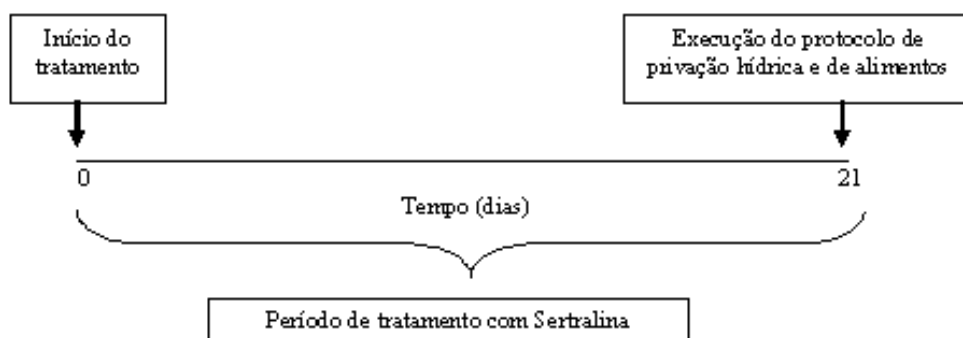 Início do
tratamento
Execução do protocolo de
privação hídrica e de alimentos
0
21
Tempo (dias)
Período de tratamento com Sertralina